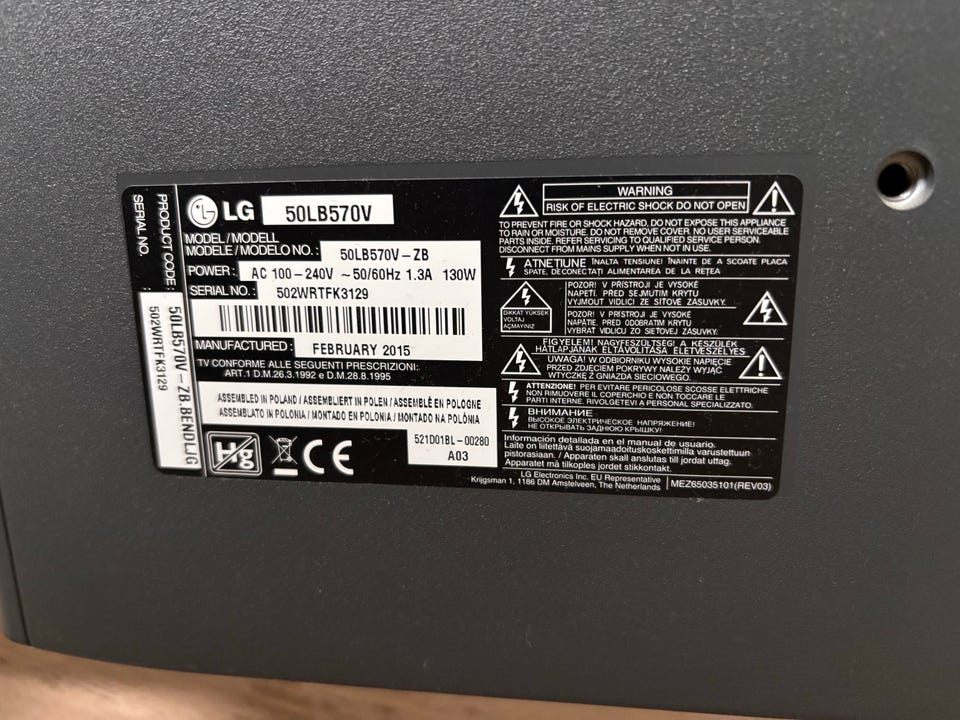 PRODUCT CODE :
SERIAL NO.
50LB570V-ZB.BENDLJG
502WRTFK3129
LG
50LB570V
MODEL / MODELL
MODELE / MODELO NO. :
50LB570V-ZB
POWER :
AC 100-240V ~50/60Hz 1.3A 130W
SERIAL NO. :
502WRTFK3129
MANUFACTURED :
FEBRUARY 2015
TV CONFORME ALLE SEGUENTI PRESCRIZIONI:
ART.1 D.M.26.3.1992 e D.M.28.8.1995
ASSEMBLED IN POLAND / ASSEMBLIERT IN POLEN / ASSEMBLÉ EN POLOGNE
ASSEMBLATO IN POLONIA / MONTADO EN POLONIA / MONTADO NA POLÔNIA
Hg
CE
521D01BL-00280
A03
WARNING
RISK OF ELECTRIC SHOCK DO NOT OPEN
TO PREVENT FIRE OR SHOCK HAZARD, DO NOT EXPOSE THIS APPLIANCE
TO RAIN OR MOISTURE. DO NOT REMOVE COVER. NO USER SERVICEABLE
PARTS INSIDE. REFER SERVICING TO QUALIFIED SERVICE PERSONEL.
DISCONNECT FROM MAINS SUPPLY WHEN NOT IN USE.
ATNETIUNE ÎNALTA TENSIUNE! ÎNAINTE DE A SCOATE PLACA
SPATE, DECONECTAȚI ALIMENTAREA DE LA REȚEA
DİKKAT YÜKSEK
VOLTAJ
AÇMAYINIZ
POZOR! V PŘÍSTROJI JE VYSOKÉ
NAPĚTÍ. PŘED SEJMUTIM KRYTU
VYJMOUT VIDLICI ZE SÍŤOVÉ ZÁSUVKY.
POZOR! V PRÍSTROJI JE VYSOKÉ
NAPÄTIE. PRED ODOBRATIM KRYTU
VYBRAT VIDLICU ZO SIEŤOVEJ ZÁSUVKY.
FIGYELEM! NAGYFESZÜLTSÉG! A KÉSZÜLÉK
HÁTLAPJÁNAK ELTÁVOLÍTÁSA ÉLETVESZÉLYES
UWAGA! W ODBIORNIKU WYSOKIE NAPIĘCIE
PRZED ZDJĘCIEM POKRYWY NALEŻY WYJĄĆ
WTYCZKĘ Z GNIAZDA SIECIOWEGO.
ATTENZIONE! PER EVITARE PERICOLOSE SCOSSE ELETTRICHE
NON RIMUOVERE IL COPERCHIO E NON TOCCARE LE
PARTI INTERNE. RIVOLGETEVI A PERSONAL SPECIALIZZATO.
ВНИМАНИЕ
ВЫСОКОЕ ЭЛЕКТРИЧЕСКОЕ НАПРЯЖЕНИЕ!
НЕ ОТКРЫВАТЬ ЗАДНЮЮ КРЫШКУ!
Información detallada en el manual de usuario.
Laite on liitettävä suojamaadoituskoskettimilla varustettuun
pistorasiaan. / Apparaten skall anslutas till jordat uttag.
Apparatet må tilkoples jordet stikkontakt.
LG Electronics Inc. EU Representative
Krijgsman 1, 1186 DM Amstelveen, The Netherlands
MEZ65035101(REV03)